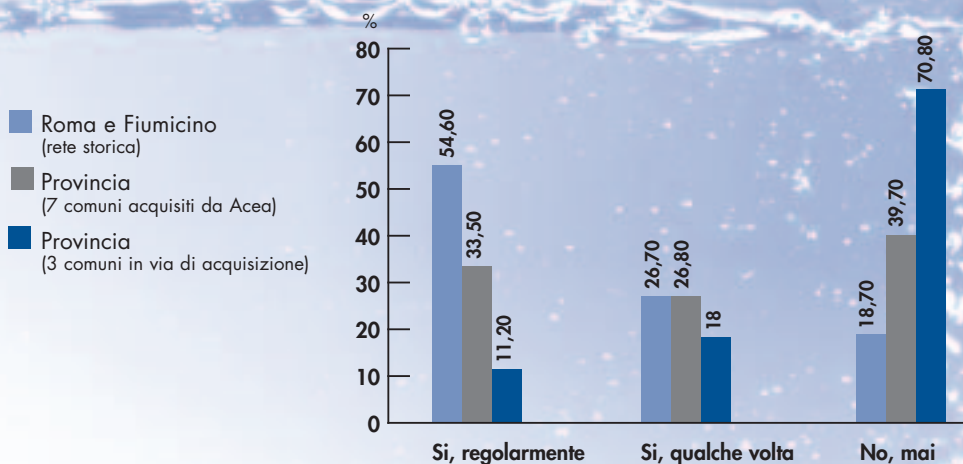 Roma e Fiumicino
(rete storica)
Provincia
(7 comuni acquisiti da Acea)
Provincia
(3 comuni in via di acquisizione)
%
80
70
60
50
40
30
20
10
0
54,60
33,50
11,20
26,70
26,80
18
18,70
39,70
70,80
Si, regolarmente
Si, qualche volta
No, mai